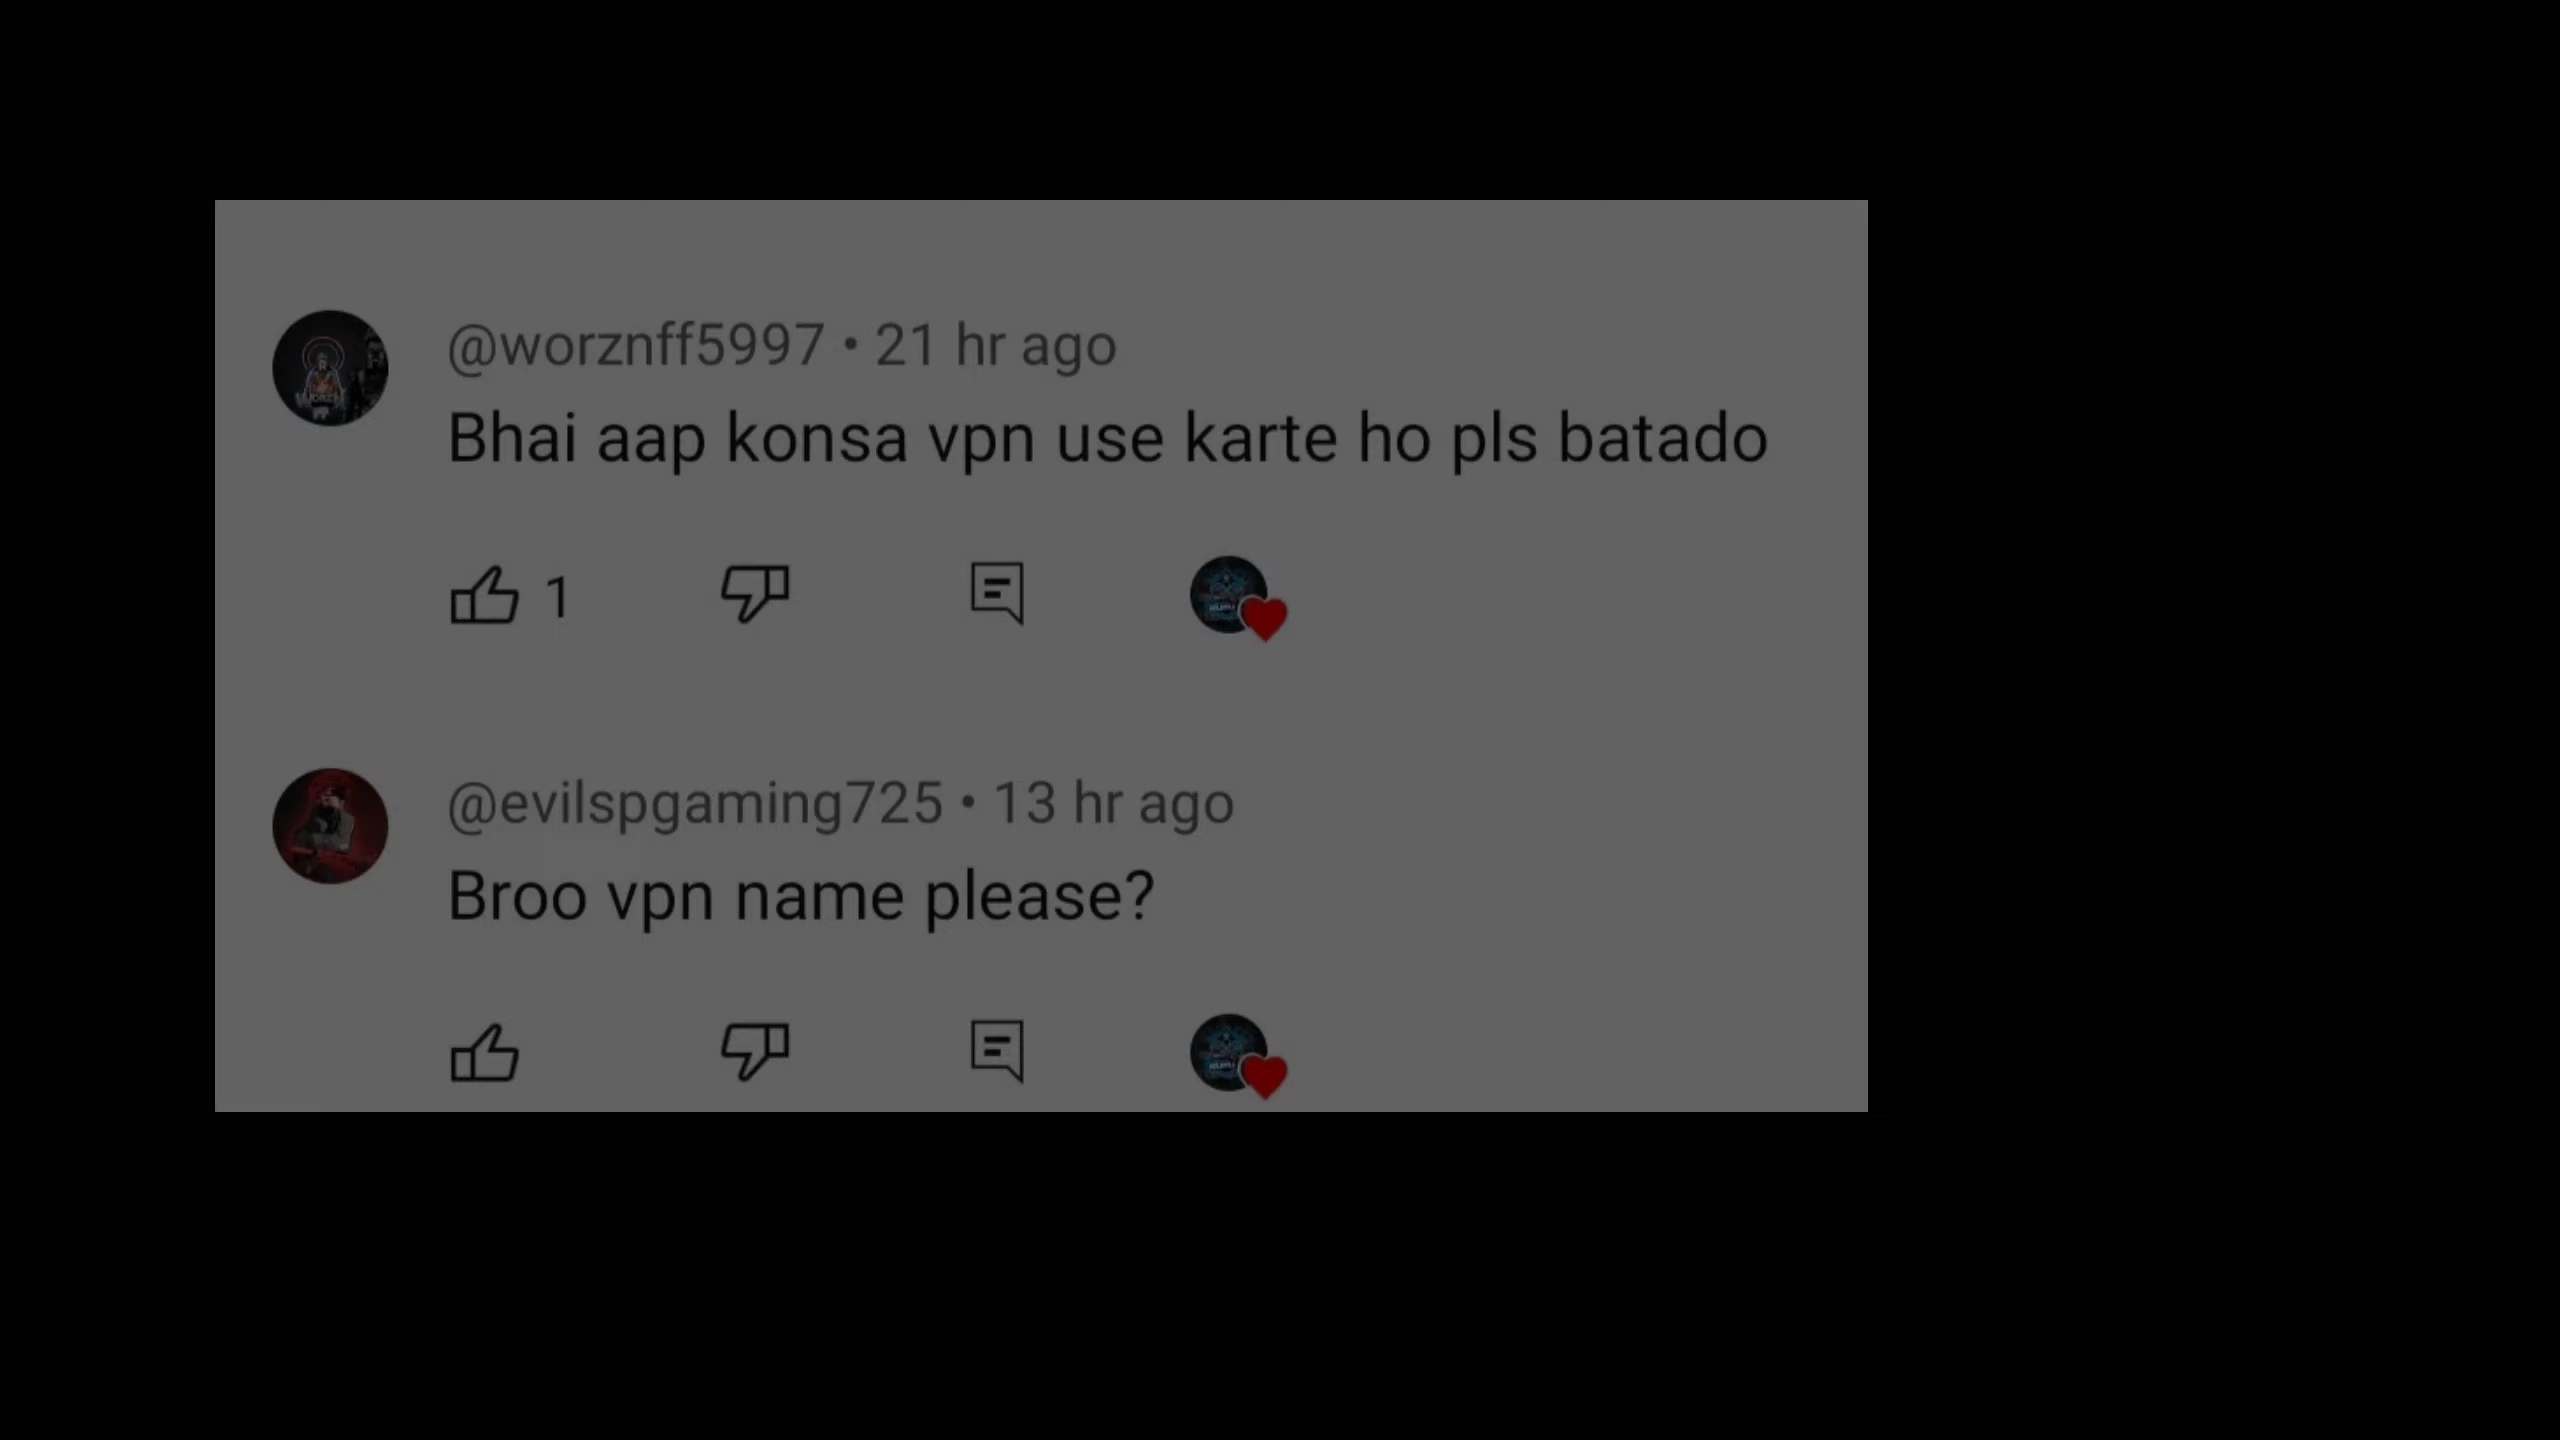 @worznff5997 • 21 hr ago
Bhai aap konsa vpn use karte ho pls batado
1
@evilspgaming725 • 13 hr ago
Broo vpn name please?